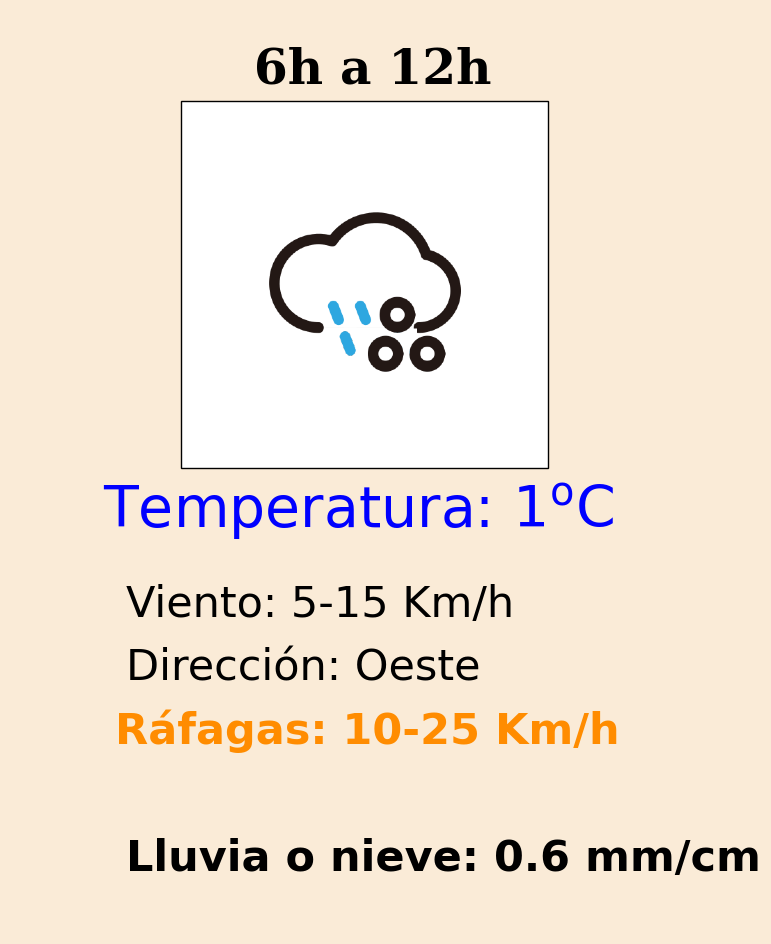 6h a 12h
Temperatura: 1ºC
Viento: 5-15 Km/h
Dirección: Oeste
Ráfagas: 10-25 Km/h
Lluvia o nieve: 0.6 mm/cm